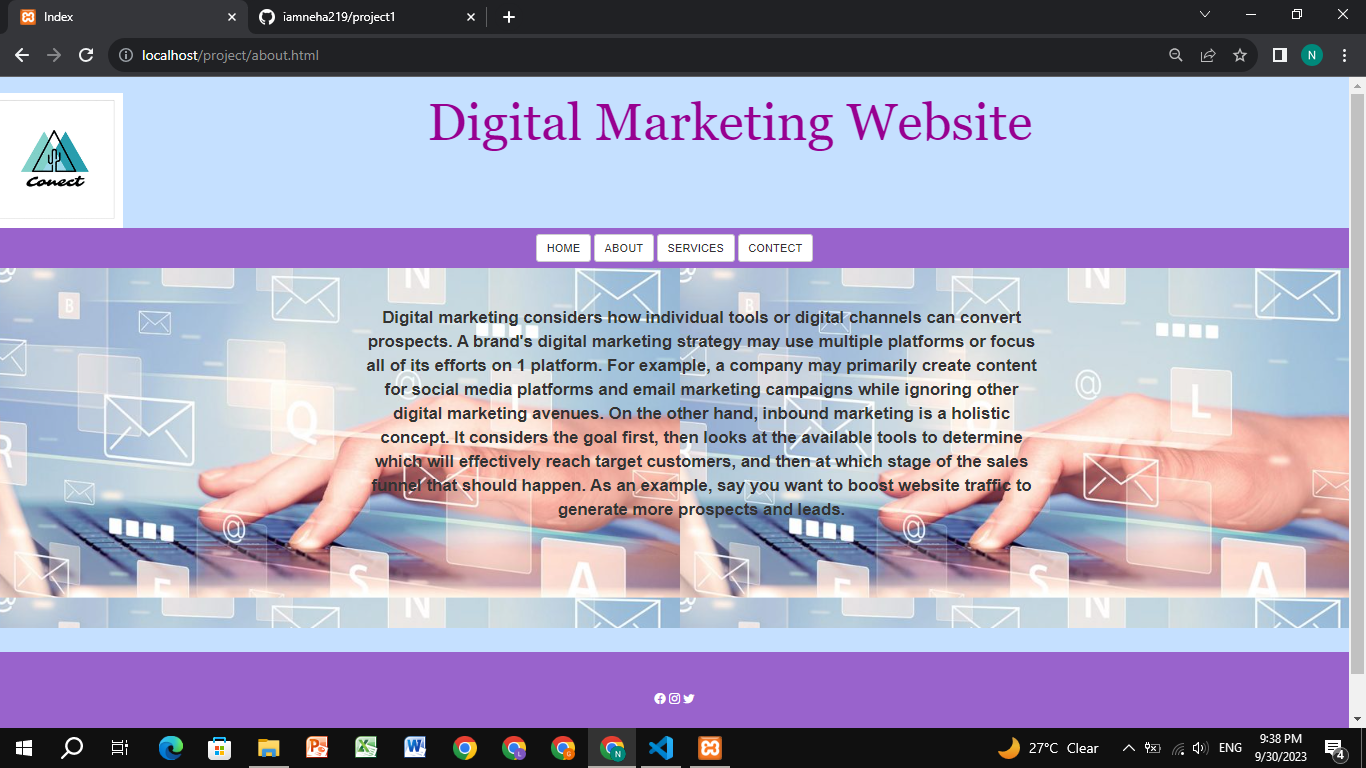 Index
iamneha219/project1
localhost/project/about.html
N
Digital Marketing Website
Conect
HOME ABOUT SERVICES CONTECT
Digital marketing considers how individual tools or digital channels can convert
prospects. A brand's digital marketing strategy may use multiple platforms or focus
all of its efforts on 1 platform. For example, a company may primarily create content
for social media platforms and email marketing campaigns while ignoring other
digital marketing avenues. On the other hand, inbound marketing is a holistic
concept. It considers the goal first, then looks at the available tools to determine
which will effectively reach target customers, and then at which stage of the sales
funnel that should happen. As an example, say you want to boost website traffic to
generate more prospects and leads.
27°C Clear
ENG
9:38 PM
9/30/2023
4